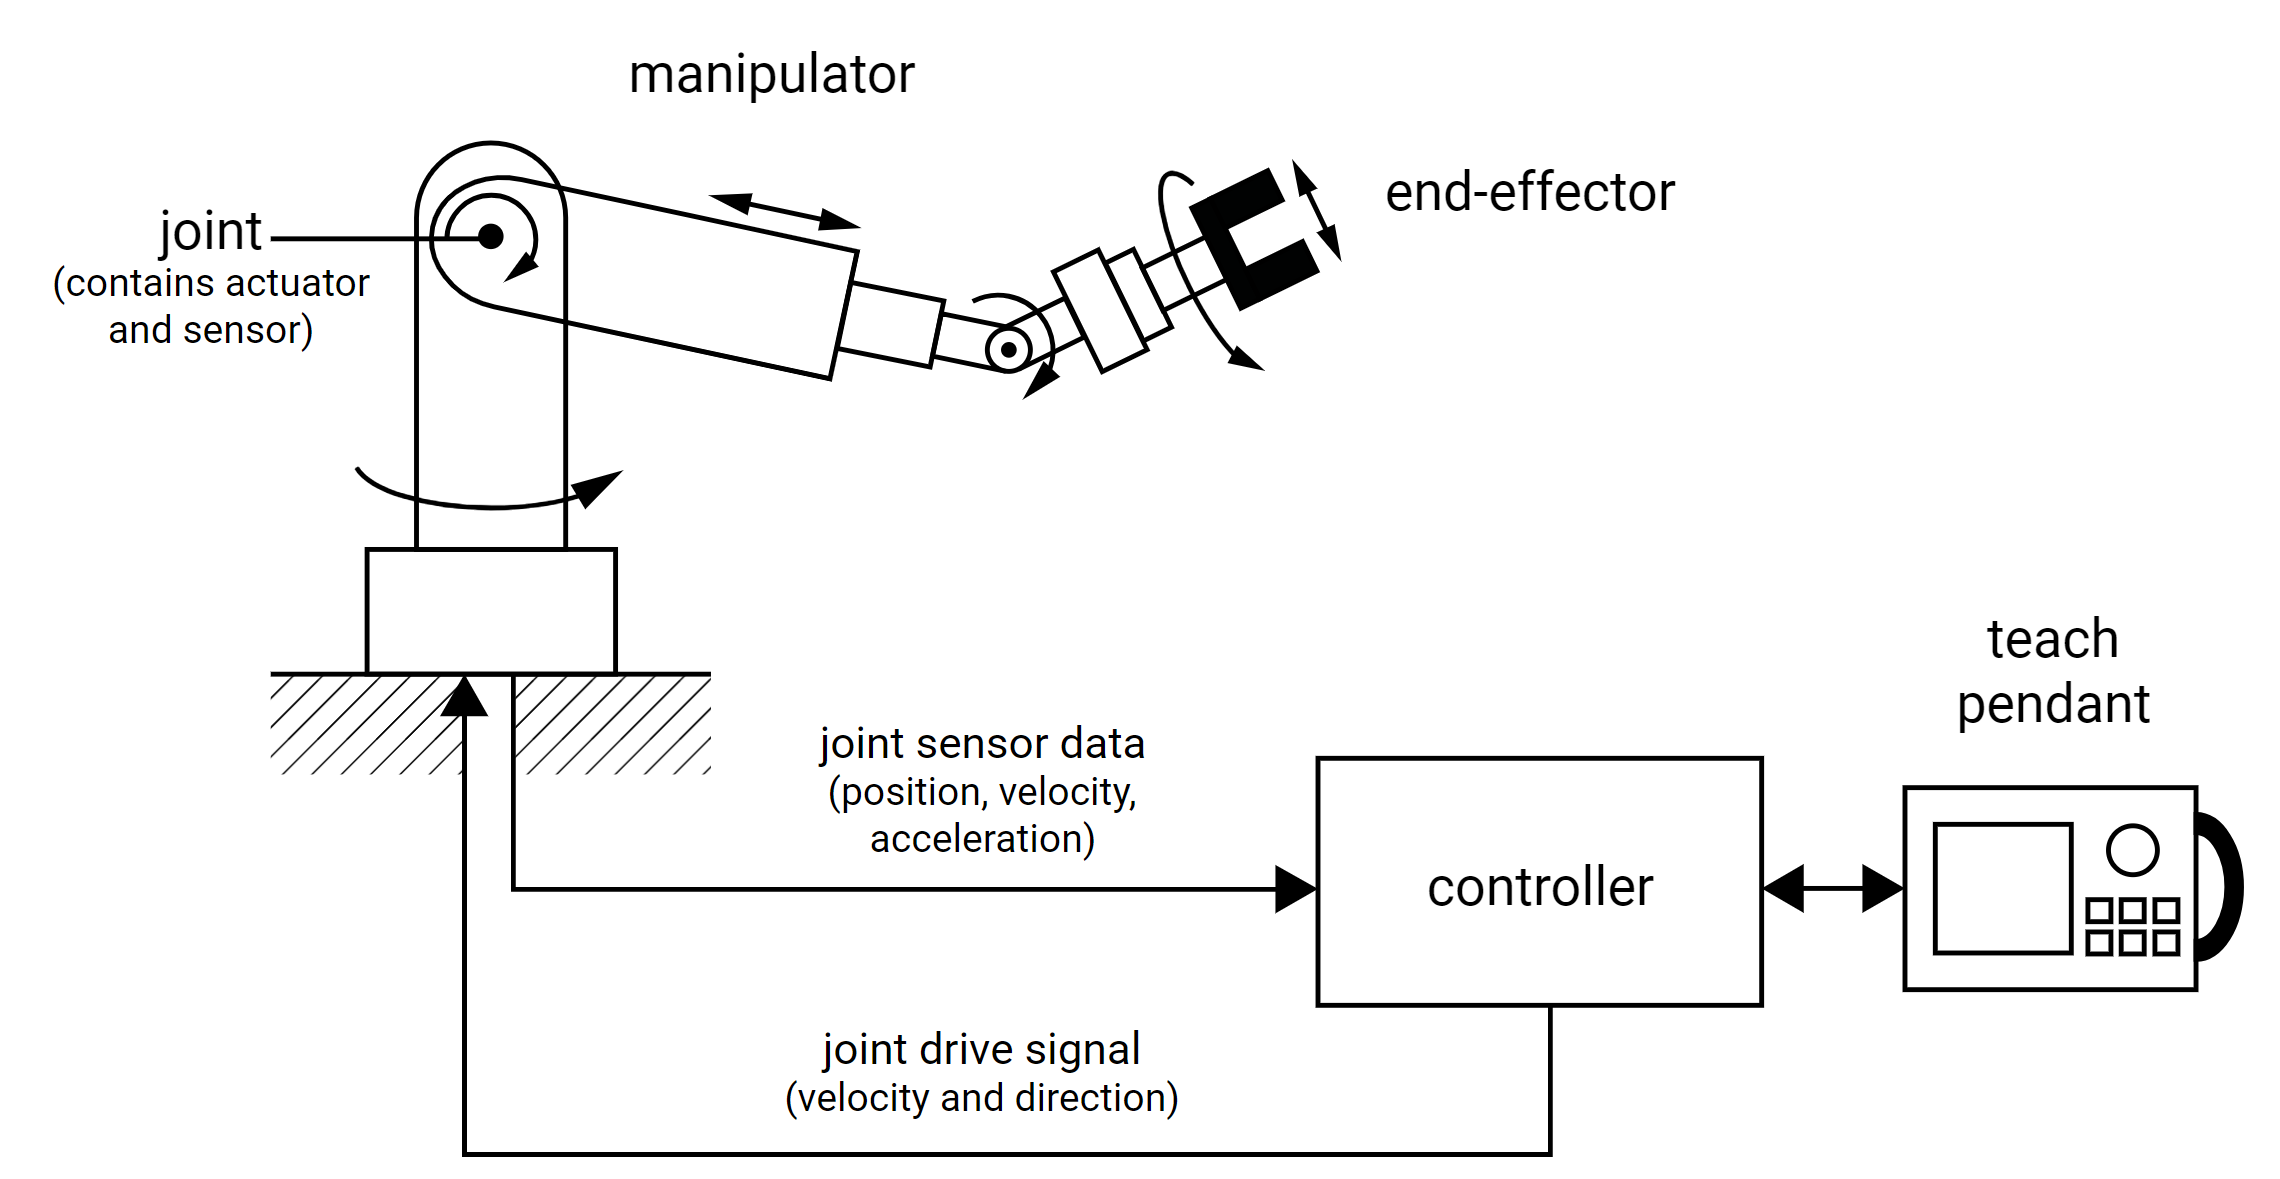 manipulator
end-effector
joint
(contains actuator
and sensor)
teach
pendant
joint sensor data
(position, velocity,
acceleration)
controller
joint drive signal
(velocity and direction)